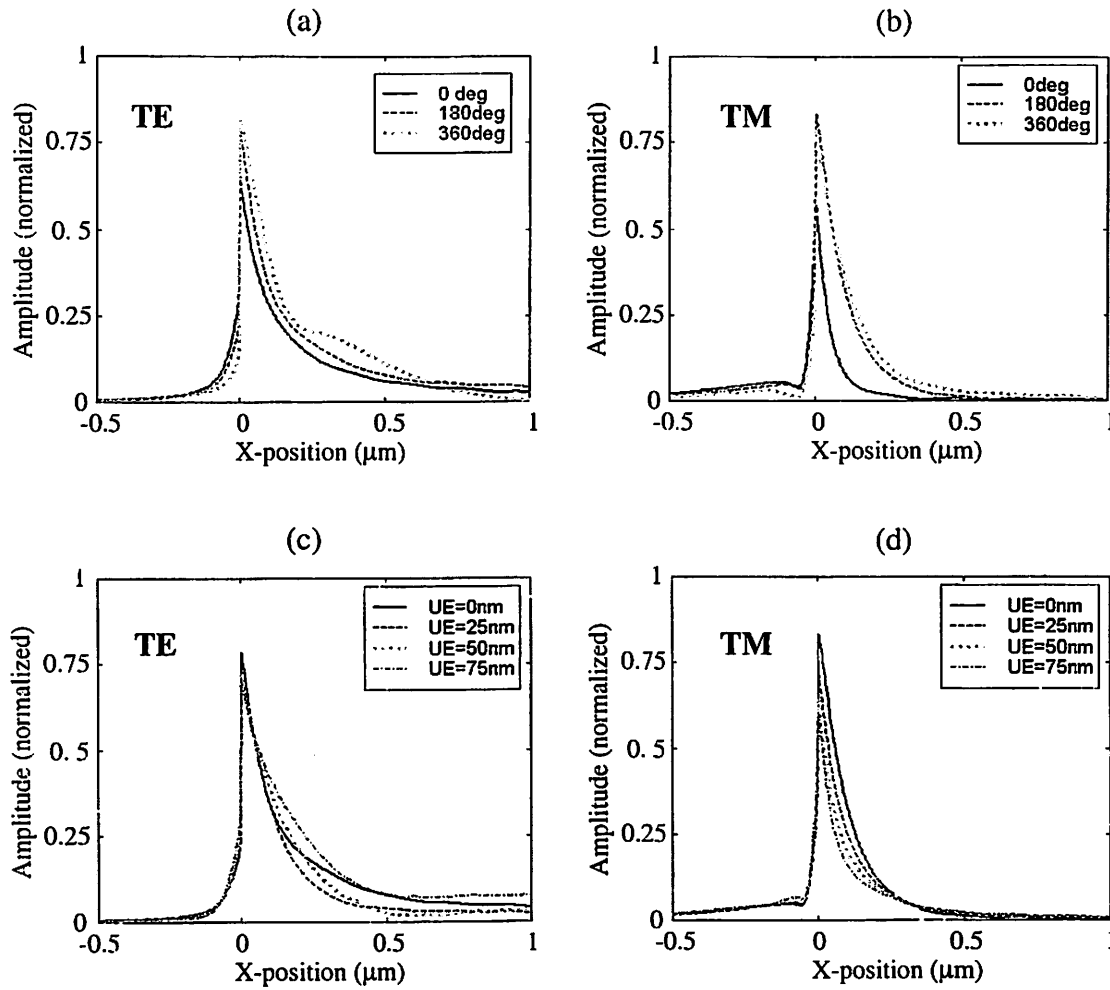 (a)
1
0.75
0.5
0.25
0
Amplitude (normalized)
TE
0 deg
180deg
360deg
-0.5
0
0.5
1
X-position (μm)
(b)
1
0.75
0.5
0.25
0
Amplitude (normalized)
TM
0deg
180deg
360deg
-0.5
0
0.5
1
X-position (μm)
(c)
1
0.75
0.5
0.25
0
Amplitude (normalized)
TE
UE=0nm
UE=25nm
UE=50nm
UE=75nm
-0.5
0
0.5
1
X-position (μm)
(d)
1
0.75
0.5
0.25
0
Amplitude (normalized)
TM
UE=0nm
UE=25nm
UE=50nm
UE=75nm
-0.5
0
0.5
1
X-position (μm)